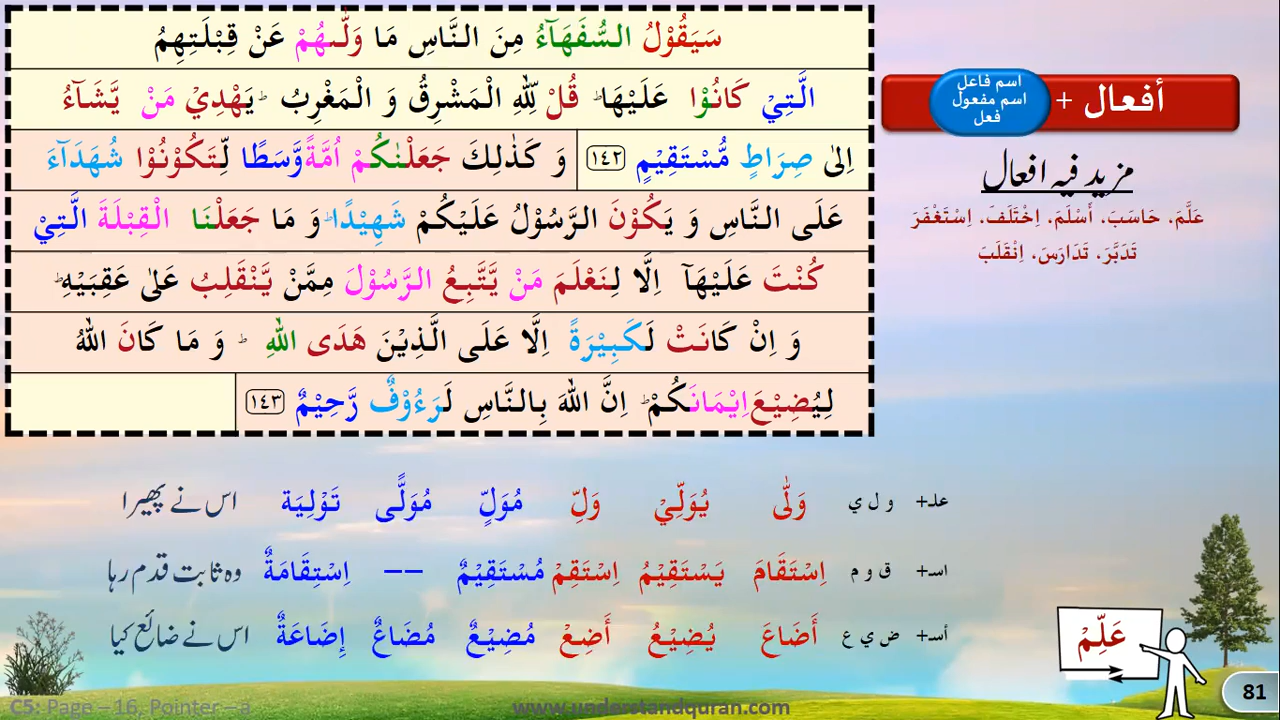 سَيَقُوْلُ السُّفَهَآءُ مِنَ النَّاسِ مَا وَلّٰىهُمْ عَنْ قِبْلَتِهِمُ
الَّتِيْ كَانُوْا عَلَيْهَا ؕ قُلْ لِّلّٰهِ الْمَشْرِقُ وَ الْمَغْرِبُ ؕ يَهْدِيْ مَنْ يَّشَآءُ
اِلٰى صِرَاطٍ مُّسْتَقِيْمٍ ١٤٢ وَ كَذٰلِكَ جَعَلْنٰكُمْ اُمَّةً وَّسَطًا لِّتَكُوْنُوْا شُهَدَآءَ
عَلَى النَّاسِ وَ يَكُوْنَ الرَّسُوْلُ عَلَيْكُمْ شَهِيْدًا ؕ وَ مَا جَعَلْنَا الْقِبْلَةَ الَّتِيْ
كُنْتَ عَلَيْهَآ اِلَّا لِنَعْلَمَ مَنْ يَّتَّبِعُ الرَّسُوْلَ مِمَّنْ يَّنْقَلِبُ عَلٰى عَقِبَيْهِ ؕ
وَ اِنْ كَانَتْ لَكَبِيْرَةً اِلَّا عَلَى الَّذِيْنَ هَدَى اللّٰهُ ؕ وَ مَا كَانَ اللّٰهُ
لِيُضِيْعَ اِيْمَانَكُمْ ؕ اِنَّ اللّٰهَ بِالنَّاسِ لَرَءُوْفٌ رَّحِيْمٌ ١٤٣
أفعال +
اسم فاعل
اسم مفعول
فعل
مزید فیہ افعال
عَلَّمَ، حَاسَبَ، أَسْلَمَ، اِخْتَلَفَ، اِسْتَغْفَرَ
تَدَبَّرَ، تَدَارَسَ، اِنْقَلَبَ
علـ+ و ل ي وَلّٰى يُوَلِّيْ وَلِّ مُوَلٍّ مُوَلًّى تَوْلِيَة اس نے پھیرا
اسـ+ ق و م اِسْتَقَامَ يَسْتَقِيْمُ اِسْتَقِمْ مُسْتَقِيْمٌ –– اِسْتِقَامَةٌ وہ ثابت قدم رہا
أسـ+ ض ي ع أَضَاعَ يُضِيْعُ أَضِعْ مُضِيْعٌ مُضَاعٌ إِضَاعَةٌ اس نے ضائع کیا
عَلِّمْ
81
C5: Page –16, Pointer –a
www.understandquran.com